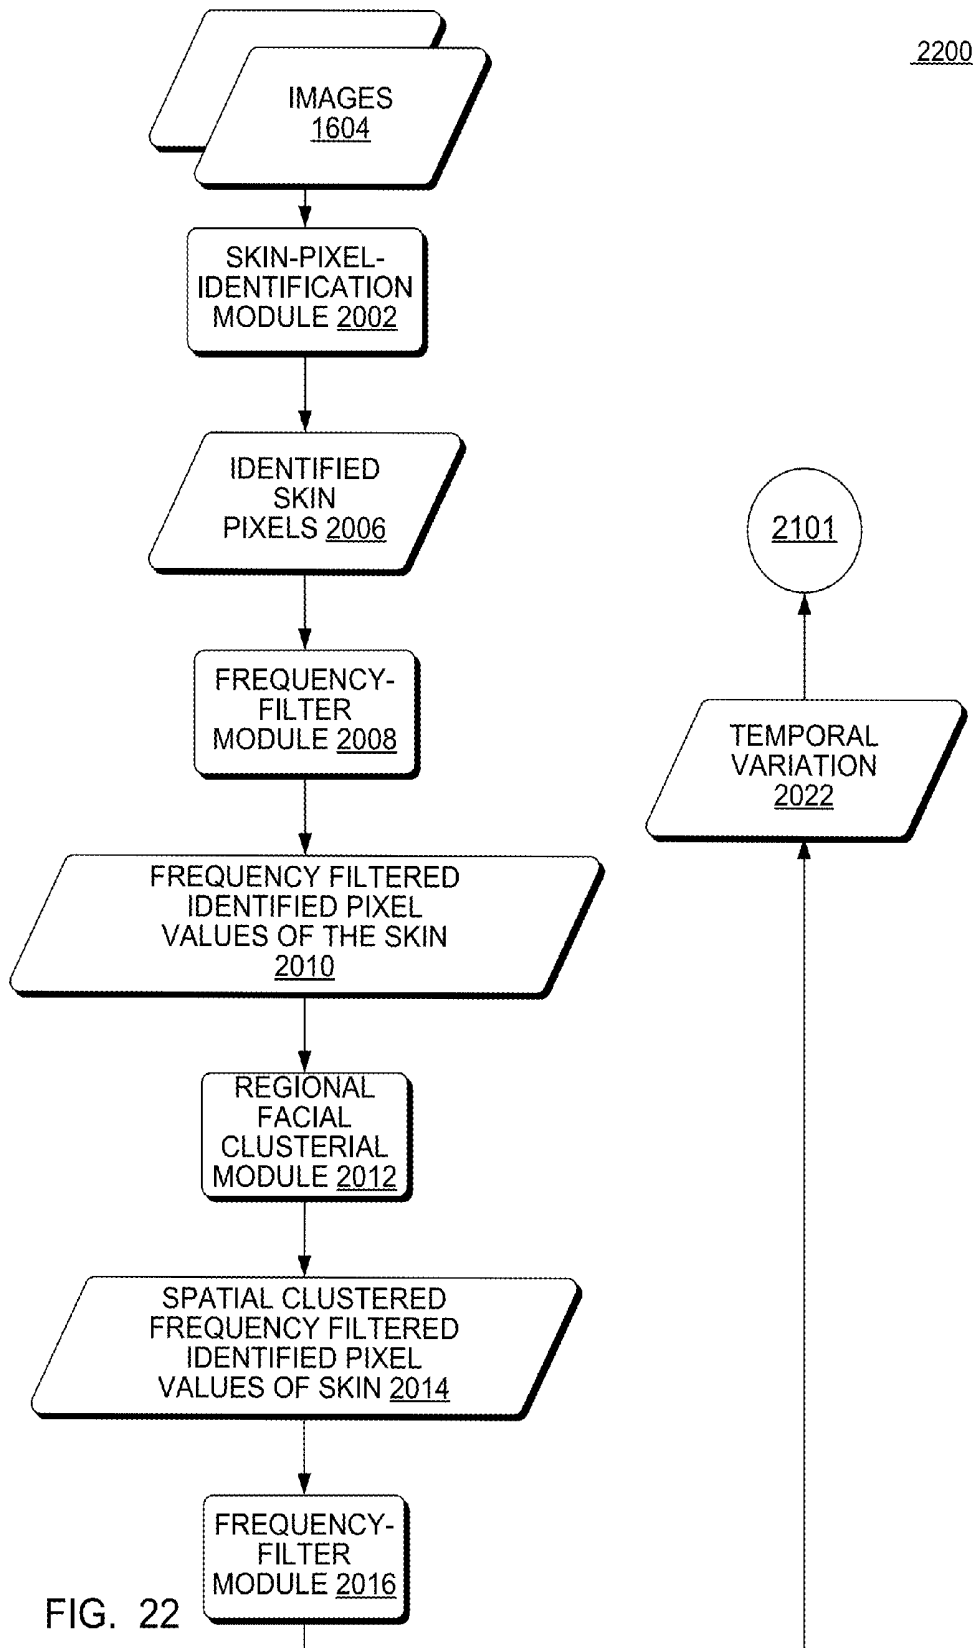 2200
IMAGES
1604
SKIN-PIXEL-
IDENTIFICATION
MODULE 2002
IDENTIFIED
SKIN
PIXELS 2006
FREQUENCY-
FILTER
MODULE 2008
FREQUENCY FILTERED
IDENTIFIED PIXEL
VALUES OF THE SKIN
2010
REGIONAL
FACIAL
CLUSTERIAL
MODULE 2012
SPATIAL CLUSTERED
FREQUENCY FILTERED
IDENTIFIED PIXEL
VALUES OF SKIN 2014
FREQUENCY-
FILTER
MODULE 2016
2101
TEMPORAL
VARIATION
2022
FIG. 22